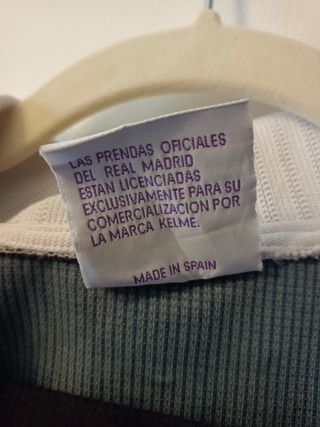 LAS PRENDAS OFICIALES
DEL REAL MADRID
ESTAN LICENCIADAS
EXCLUSIVAMENTE PARA SU
COMERCIALIZACION POR
LA MARCA KELME.
MADE IN SPAIN